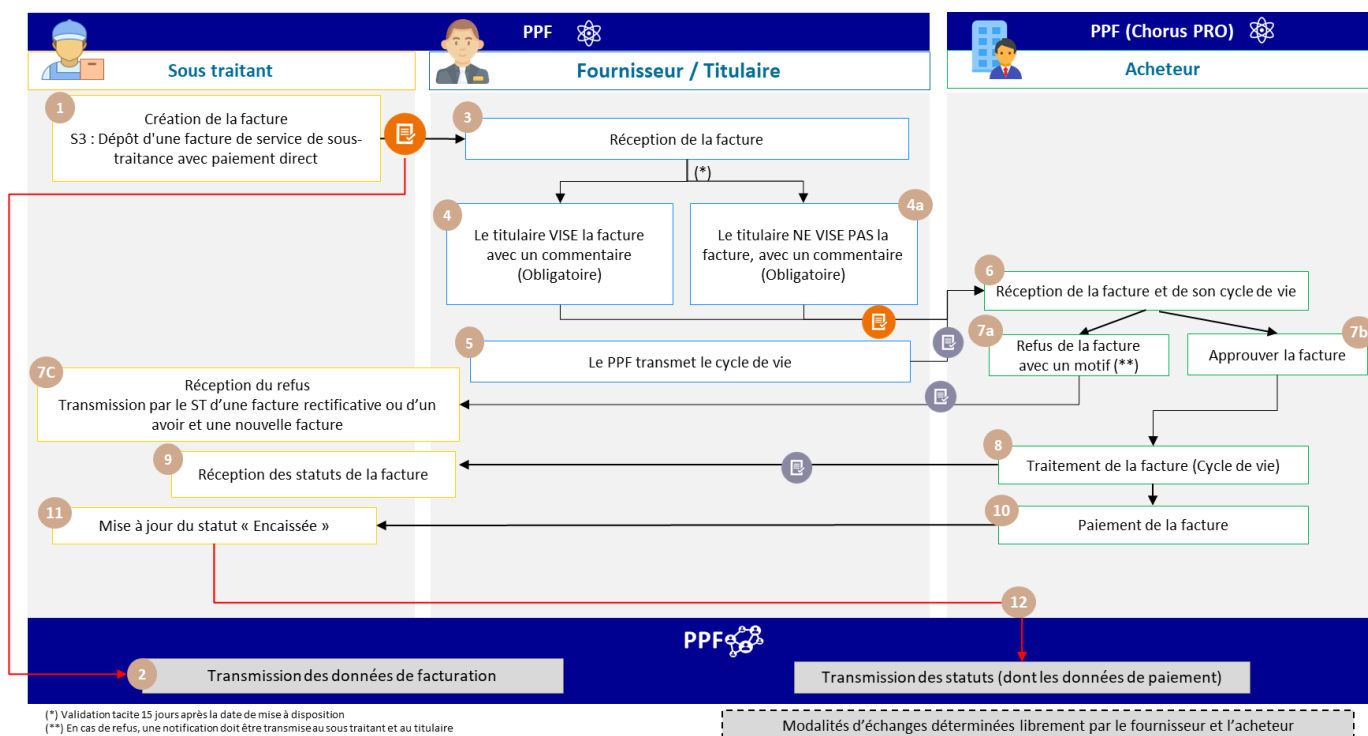 PPF
PPF (Chorus PRO)
Sous traitant
Fournisseur / Titulaire
Acheteur
1
Création de la facture
S3 : Dépôt d'une facture de service de sous-
traitance avec paiement direct
3
Réception de la facture
(*)
4
Le titulaire VISE la facture
avec un commentaire
(Obligatoire)
4a
Le titulaire NE VISE PAS la
facture, avec un commentaire
(Obligatoire)
6
Réception de la facture et de son cycle de vie
5
Le PPF transmet le cycle de vie
7a
Refus de la facture
avec un motif (**)
7b
Approuver la facture
7C
Réception du refus
Transmission par le ST d’une facture rectificative ou d’un
avoir et une nouvelle facture
8
Traitement de la facture (Cycle de vie)
9
Réception des statuts de la facture
10
Paiement de la facture
11
Mise à jour du statut « Encaissée »
12
PPF
2
Transmission des données de facturation
Transmission des statuts (dont les données de paiement)
(*) Validation tacite 15 jours après la date de mise à disposition
(**) En cas de refus, une notification doit être transmise au sous traitant et au titulaire
Modalités d’échanges déterminées librement par le fournisseur et l’acheteur